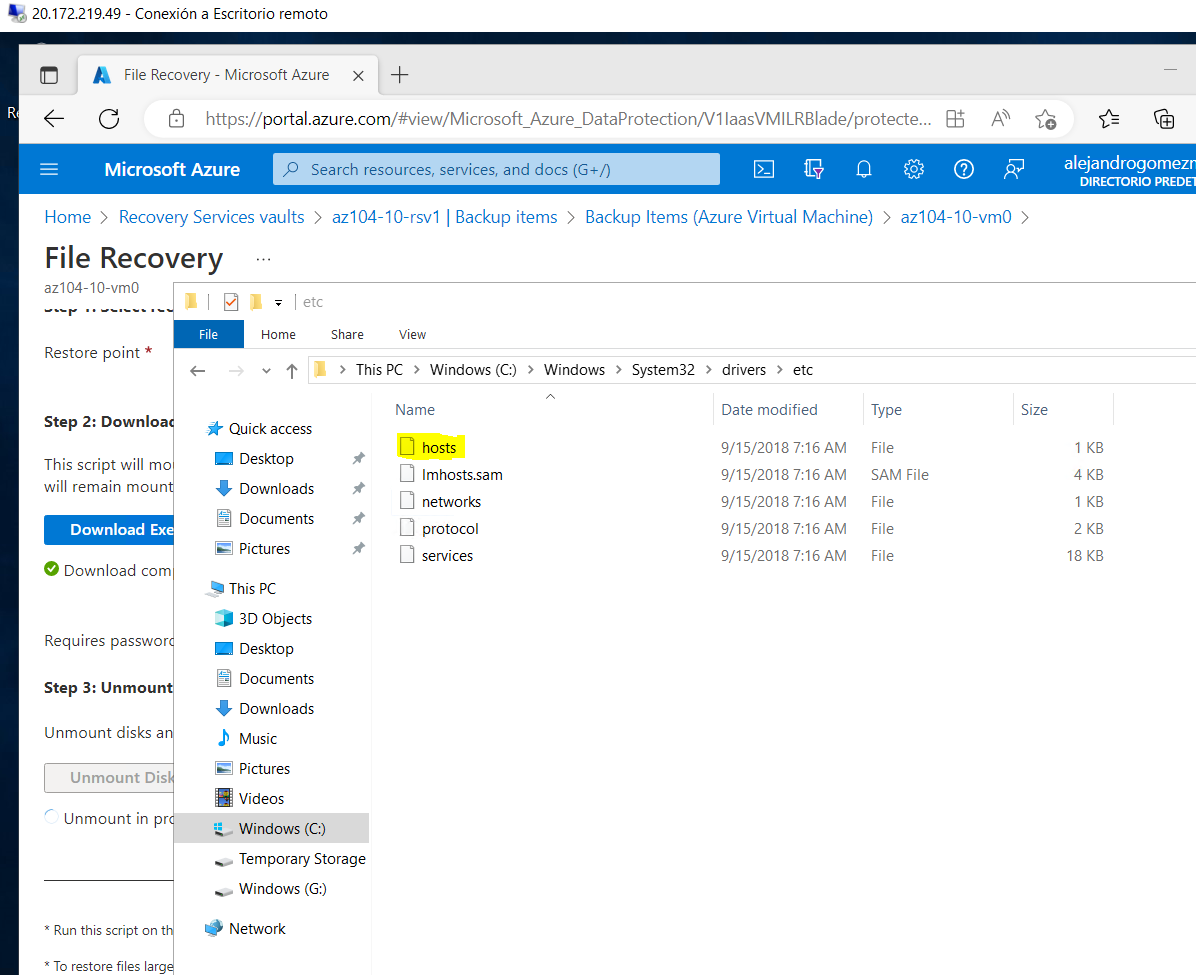 20.172.219.49 - Conexión a Escritorio remoto
File Recovery - Microsoft Azure
https://portal.azure.com/#view/Microsoft_Azure_DataProtection/V1IaasVMILRBlade/protecte...
Microsoft Azure
Search resources, services, and docs (G+/)
alejandrogomezm
DIRECTORIO PREDET
Home > Recovery Services vaults > az104-10-rsv1 | Backup items > Backup Items (Azure Virtual Machine) > az104-10-vm0 >
File Recovery ...
az104-10-vm0
Step 1: Select rec
Restore point *
Step 2: Download
This script will mo
will remain mount
Download Exe
Download com
Requires password
Step 3: Unmount
Unmount disks an
Unmount Disk
Unmount in pro
* Run this script on th
* To restore files large
etc
File Home Share View
This PC > Windows (C:) > Windows > System32 > drivers > etc
Quick access
Desktop
Downloads
Documents
Pictures
This PC
3D Objects
Desktop
Documents
Downloads
Music
Pictures
Videos
Windows (C:)
Temporary Storage
Windows (G:)
Network
Name Date modified Type Size
hosts 9/15/2018 7:16 AM File 1 KB
lmhosts.sam 9/15/2018 7:16 AM SAM File 4 KB
networks 9/15/2018 7:16 AM File 1 KB
protocol 9/15/2018 7:16 AM File 2 KB
services 9/15/2018 7:16 AM File 18 KB